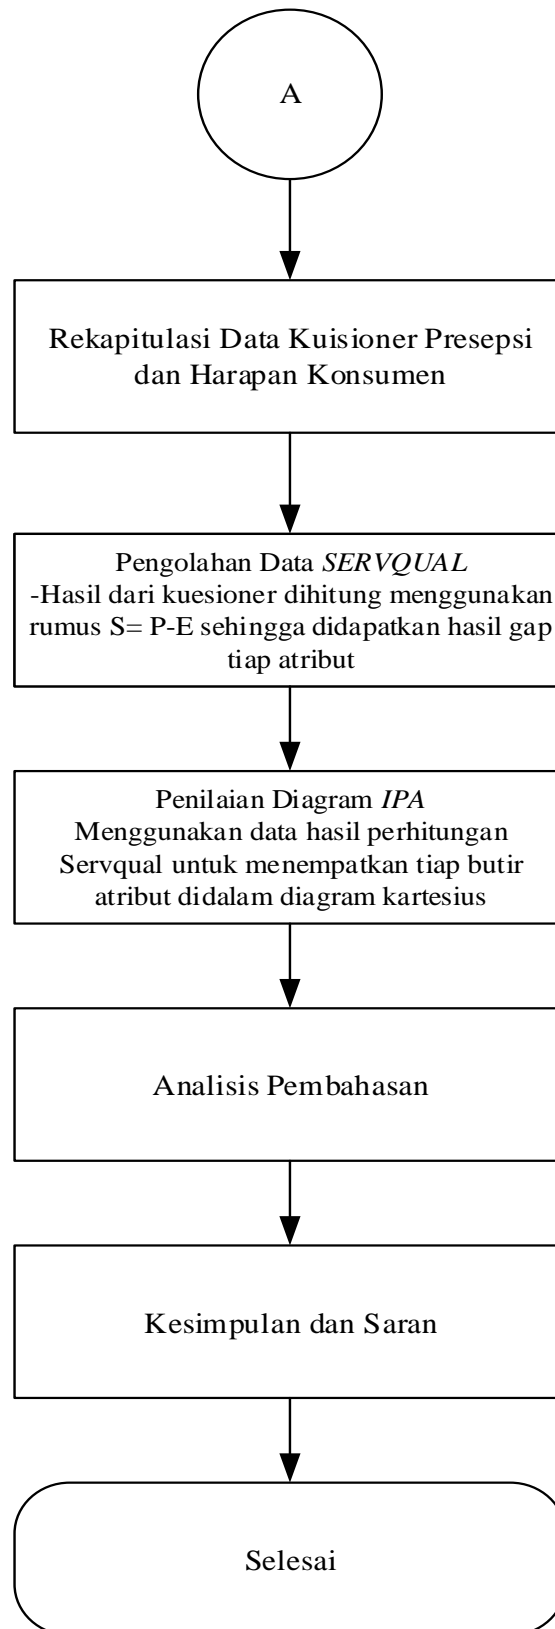 A
Rekapitulasi Data Kuisioner Presepsi
dan Harapan Konsumen
Pengolahan Data SERVQUAL
-Hasil dari kuesioner dihitung menggunakan
rumus S= P-E sehingga didapatkan hasil gap
tiap atribut
Penilaian Diagram IPA
Menggunakan data hasil perhitungan
Servqual untuk menempatkan tiap butir
atribut didalam diagram kartesius
Analisis Pembahasan
Kesimpulan dan Saran
Selesai